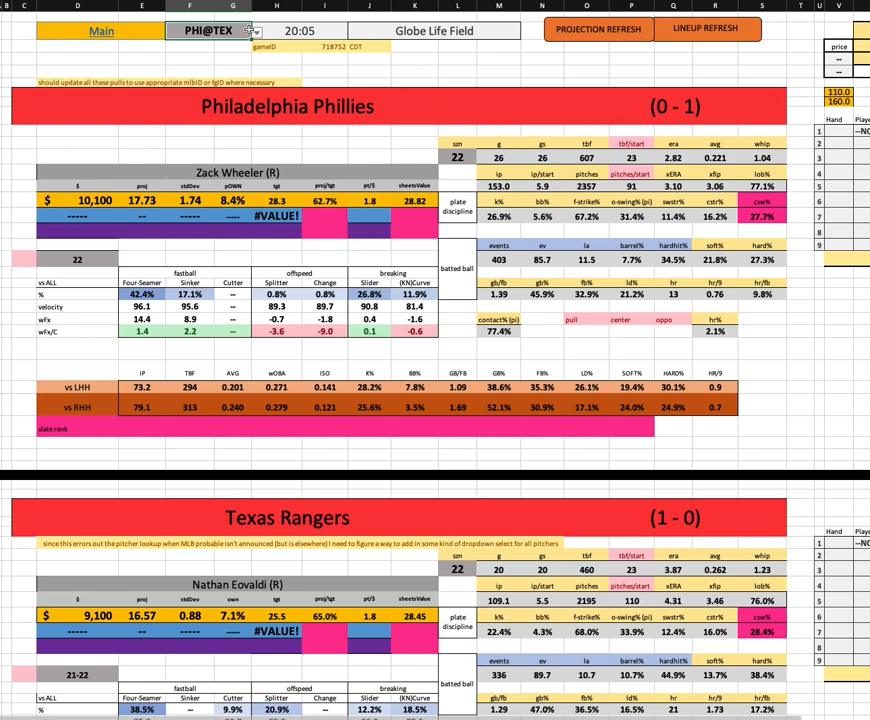 B C D E F G H I J K L M N O P Q R S T U V
Main PHI@TEX 20:05 Globe Life Field PROJECTION REFRESH LINEUP REFRESH
gameID 718752 CDT
price
--
--
should update all these pulls to use appropriate mlbID or fgID where necessary
110.0
160.0
Philadelphia Phillies (0 - 1)
Hand Playe
1 --NO
szn g gs tbf tbf/start era avg whip 2
22 26 26 607 23 2.82 0.221 1.04 3
Zack Wheeler (R) ip ip/start pitches pitches/start xERA xfip lob% 4
$ proj stdDev pOWN tgt proj/tgt pt/$ sheetsValue 153.0 5.9 2357 91 3.10 3.06 77.1% 5
$ 10,100 17.73 1.74 8.4% 28.3 62.7% 1.8 28.82 plate discipline k% bb% f-strike% o-swing% (pi) swstr% cstr% csw% 6
----- -- ----- ----- #VALUE! 26.9% 5.6% 67.2% 31.4% 11.4% 16.2% 27.7% 7
8
batted ball events ev la barrel% hardhit% soft% hard% 9
22 403 85.7 11.5 7.7% 34.5% 21.8% 27.3%
fastball offspeed breaking
vs ALL Four-Seamer Sinker Cutter Splitter Change Slider (KN)Curve gb/fb gb% fb% ld% hr hr/9 hr/fb
% 42.4% 17.1% -- 0.8% 0.8% 26.8% 11.9% 1.39 45.9% 32.9% 21.2% 13 0.76 9.8%
velocity 96.1 95.6 -- 89.3 89.7 90.8 81.4
wFx 14.4 8.9 -- -0.7 -1.8 0.4 -1.6 contact% (pi) pull center oppo hr%
wFx/C 1.4 2.2 -- -3.6 -9.0 0.1 -0.6 77.4% 2.1%
IP TBF AVG wOBA ISO K% BB% GB/FB GB% FB% LD% SOFT% HARD% HR/9
vs LHH 73.2 294 0.201 0.271 0.141 28.2% 7.8% 1.09 38.6% 35.3% 26.1% 19.4% 30.1% 0.9
vs RHH 79.1 313 0.240 0.279 0.121 25.6% 3.5% 1.69 52.1% 30.9% 17.1% 24.0% 24.9% 0.7
slate rank
Texas Rangers (1 - 0)
Hand Playe
since this errors out the pitcher lookup when MLB probable isn't announced (but is elsewhere) I need to figure a way to add in some kind of dropdown select for all pitchers 1 --NO
szn g gs tbf tbf/start era avg whip 2
22 20 20 460 23 3.87 0.262 1.23 3
Nathan Eovaldi (R) ip ip/start pitches pitches/start xERA xfip lob% 4
$ proj stdDev own tgt proj/tgt pt/$ sheetsValue 109.1 5.5 2195 110 4.31 3.46 76.0% 5
$ 9,100 16.57 0.88 7.1% 25.5 65.0% 1.8 28.45 plate discipline k% bb% f-strike% o-swing% (pi) swstr% cstr% csw% 6
----- -- ----- ----- #VALUE! 22.4% 4.3% 68.0% 33.9% 12.4% 16.0% 28.4% 7
8
batted ball events ev la barrel% hardhit% soft% hard% 9
21-22 336 89.7 10.7 10.7% 44.9% 13.7% 38.4%
fastball offspeed breaking
vs ALL Four-Seamer Sinker Cutter Splitter Change Slider (KN)Curve gb/fb gb% fb% ld% hr hr/9 hr/fb
% 38.5% -- 9.9% 20.9% -- 12.2% 18.5% 1.29 47.0% 36.5% 16.5% 21 1.73 17.2%